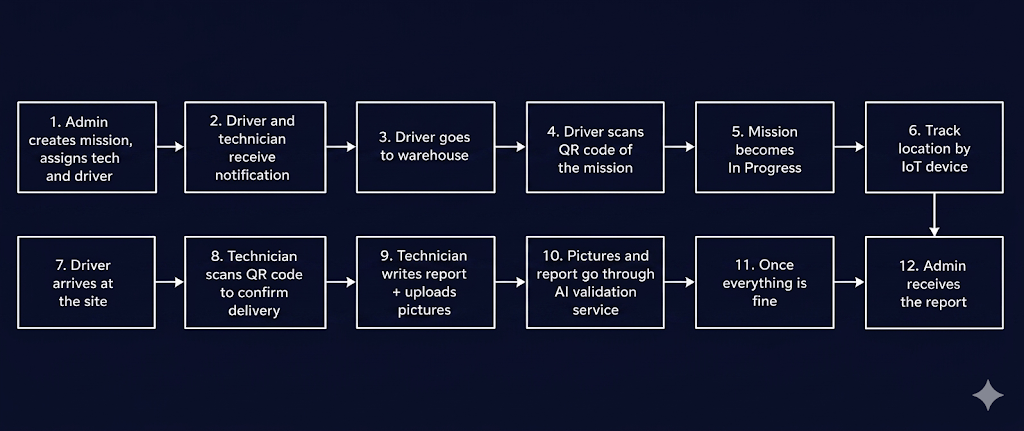 1. Admin
creates mission,
assigns tech
and driver
2. Driver and
technician
receive
notification
3. Driver goes
to warehouse
4. Driver scans
QR code of
the mission
5. Mission
becomes
In Progress
6. Track
location by
IoT device
7. Driver
arrives at
the site
8. Technician
scans QR code
to confirm
delivery
9. Technician
writes report
+ uploads
pictures
10. Pictures and
report go through
AI validation
service
11. Once
everything is
fine
12. Admin
receives
the report